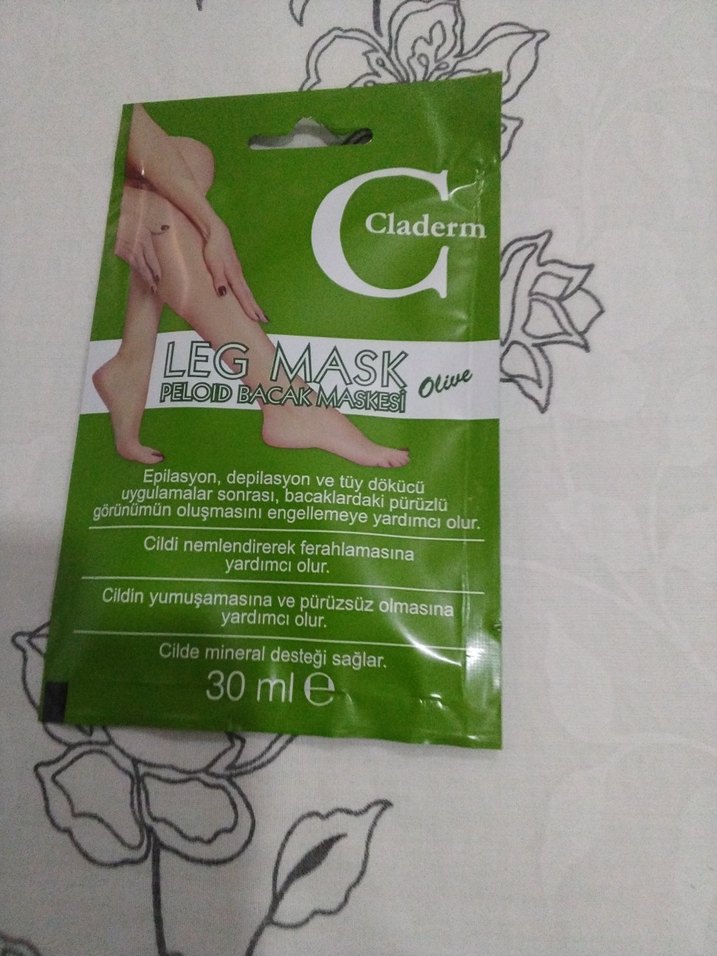 Claderm
LEG MASK
PELOID BACAK MASKESİ
Olive
Epilasyon, depilasyon ve tüy dökücü
uygulamalar sonrası, bacaklardaki pürüzlü
görünümün oluşmasını engellemeye yardımcı olur.
Cildi nemlendirerek ferahlamasına
yardımcı olur.
Cildin yumuşamasına ve pürüzsüz olmasına
yardımcı olur.
Cilde mineral desteği sağlar.
30 ml ℮